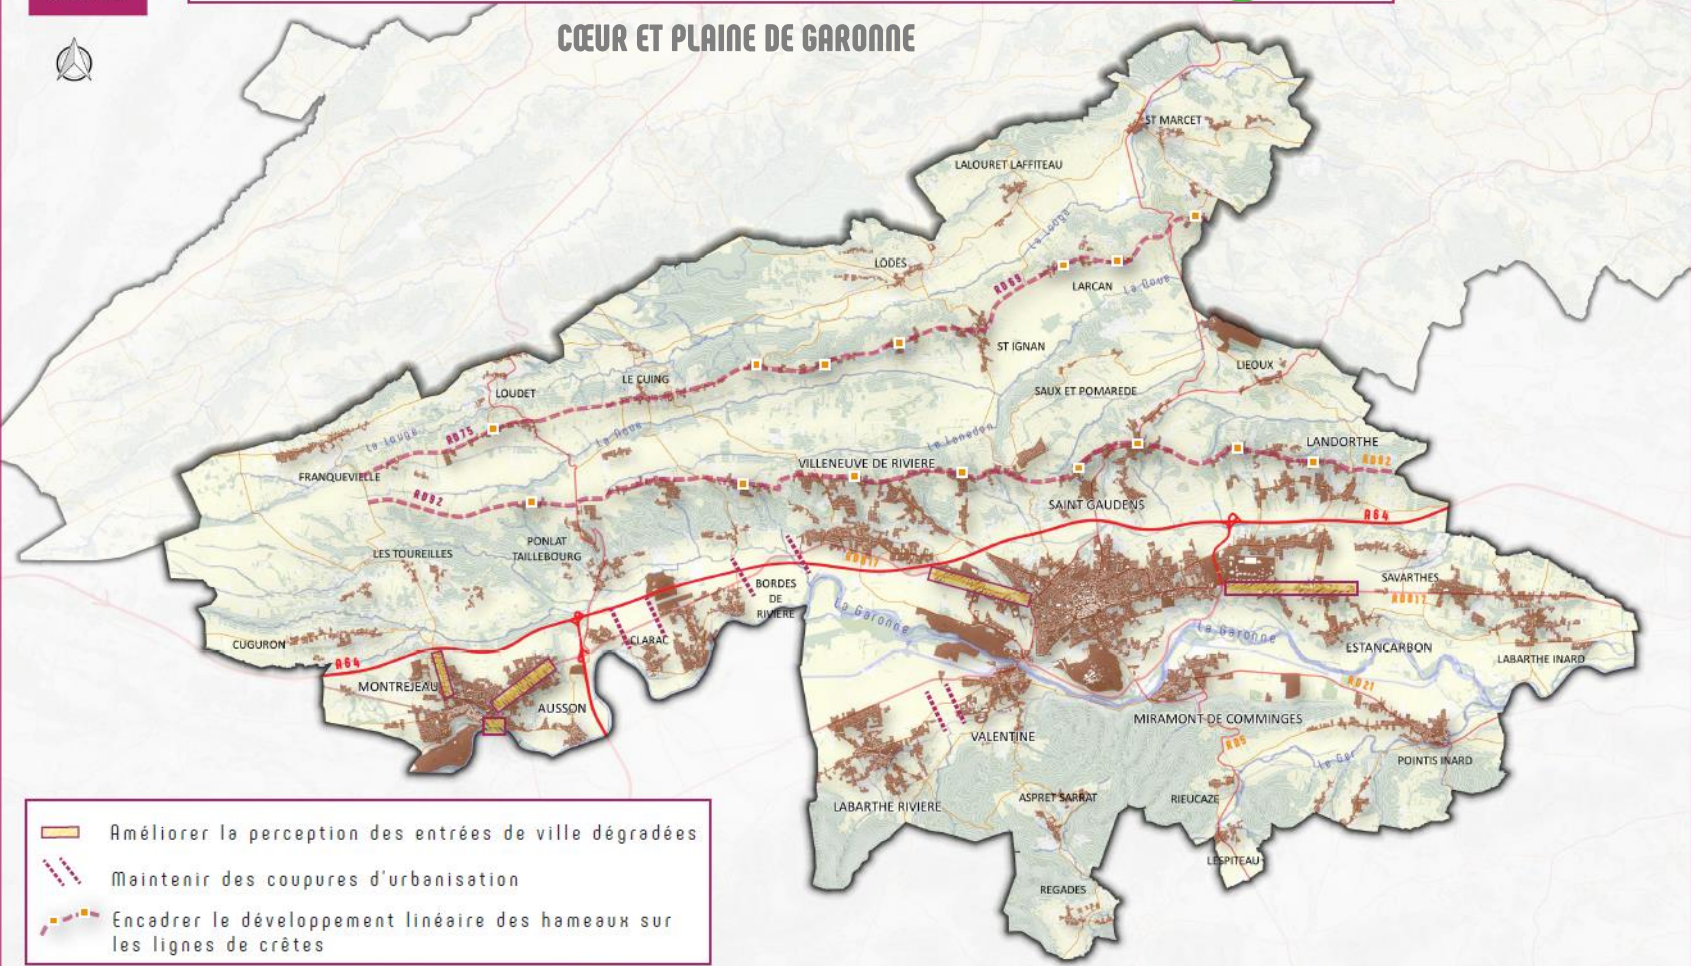 CŒUR ET PLAINE DE GARONNE
ST MARCET
LALOURET LAFFITEAU
La Louge
LODES
RD69
LARCAN
La Noue
ST IGNAN
LIEOUX
LE CUING
LOUDET
SAUX ET POMAREDE
La Louge
RD75
La Noue
Le Lavedon
LANDORTHE
VILLENEUVE DE RIVIERE
RD92
FRANQUEVIELLE
RD92
SAINT GAUDENS
A64
PONLAT
TAILLEBOURG
LES TOUREILLES
RD817
SAVARTHES
BORDES
DE
RIVIERE
RD817
La Garonne
La Garonne
CUGURON
CLARAC
ESTANCARBON
LABARTHE INARD
A64
MONTREJEAU
RD21
AUSSON
MIRAMONT DE COMMINGES
VALENTINE
RD5
Le Ger
POINTIS INARD
LABARTHE RIVIERE
ASPRET SARRAT
RIEUCAZE
LESPITEAU
REGADES
Améliorer la perception des entrées de ville dégradées
Maintenir des coupures d'urbanisation
Encadrer le développement linéaire des hameaux sur
les lignes de crêtes